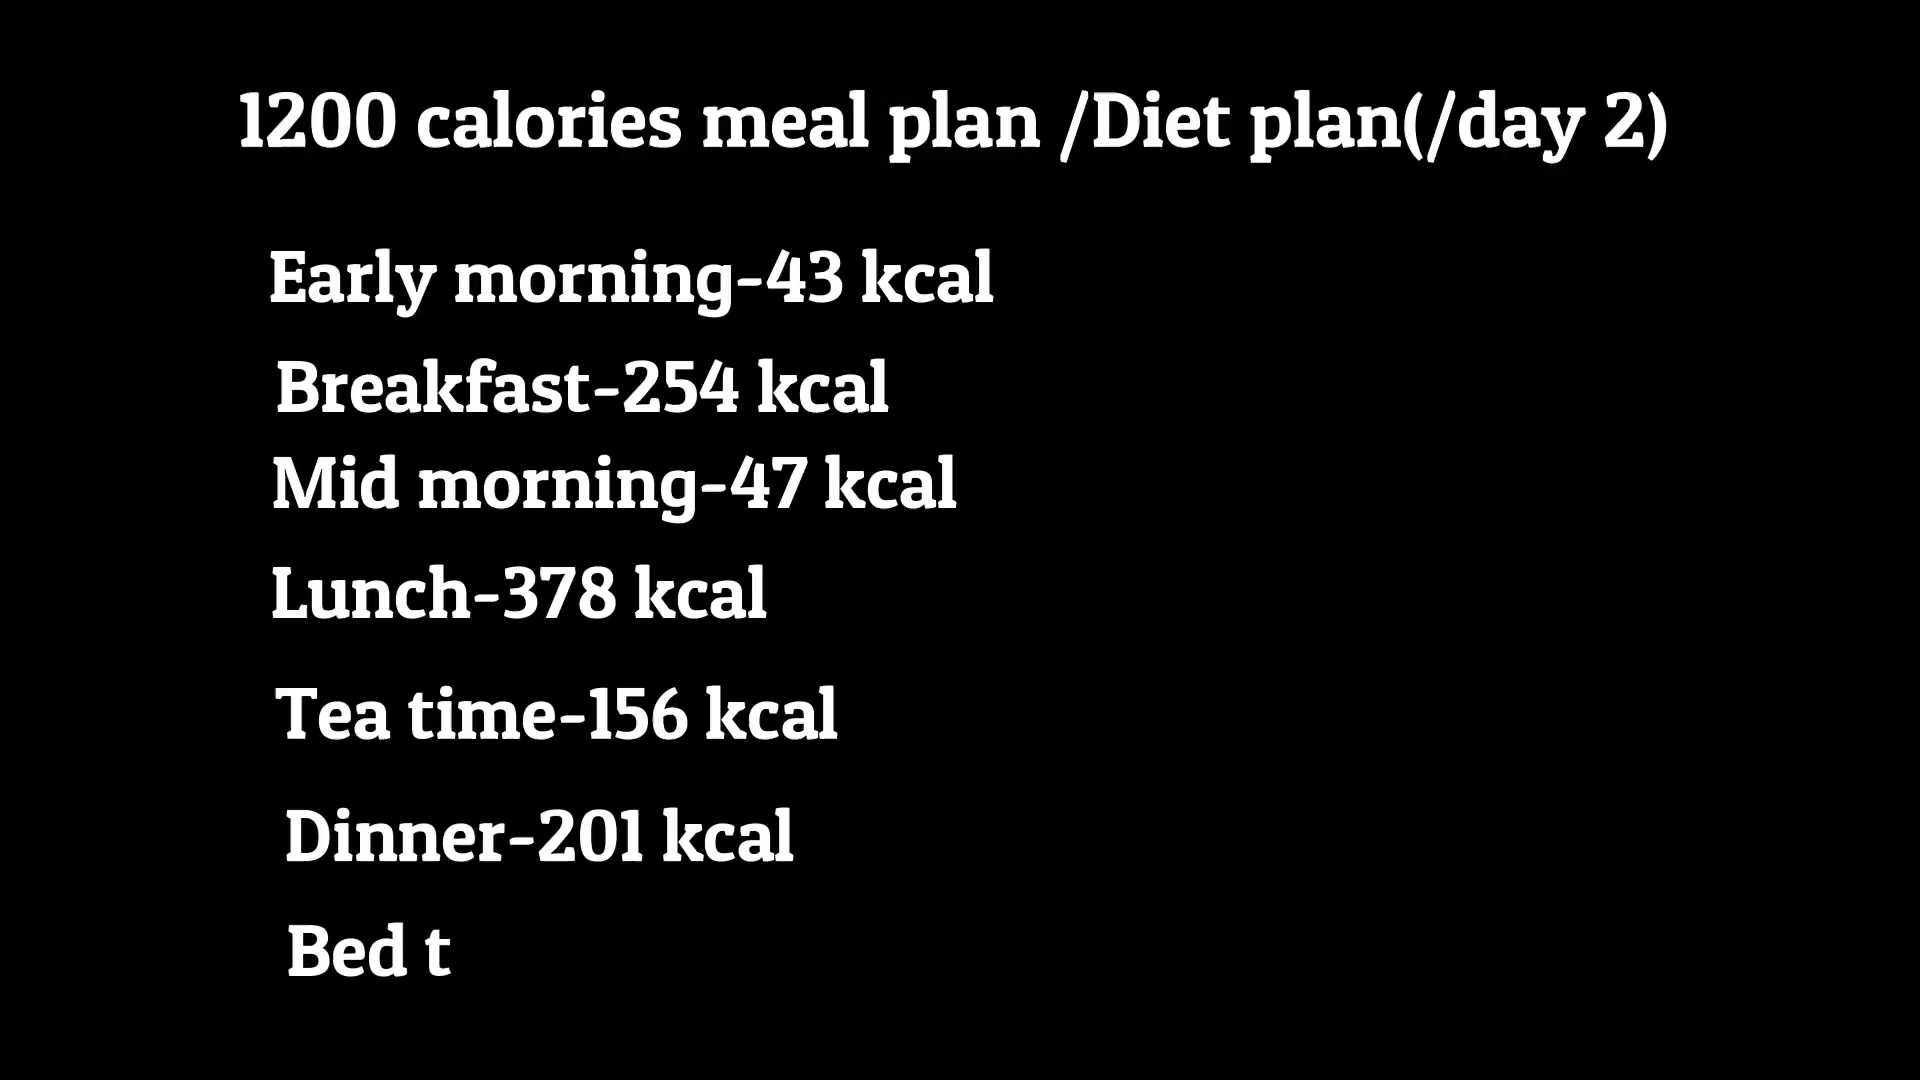 1200 calories meal plan /Diet plan(/day 2)
Early morning-43 kcal
Breakfast-254 kcal
Mid morning-47 kcal
Lunch-378 kcal
Tea time-156 kcal
Dinner-201 kcal
Bed t